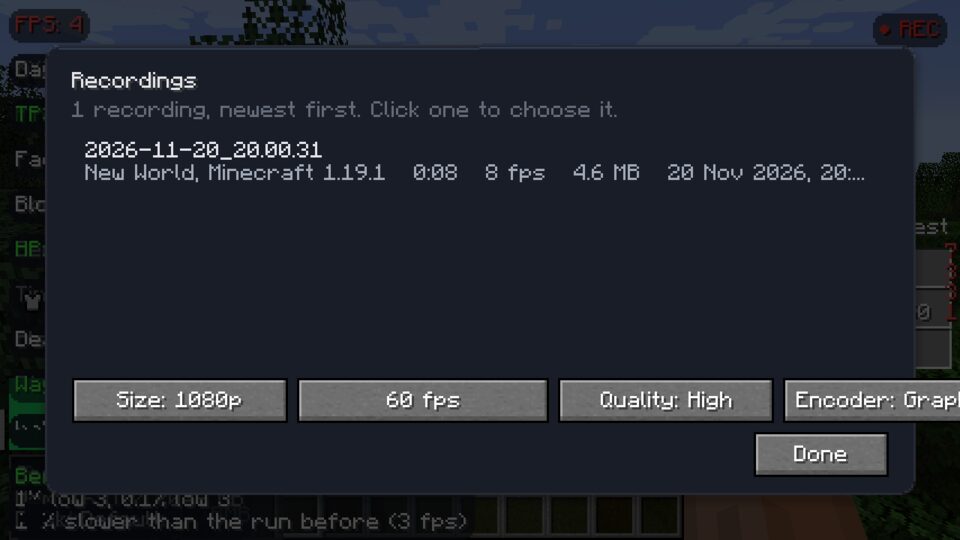 FPS: 4
REC
Recordings
1 recording, newest first. Click one to choose it.
2026-11-20_20.00.31
New World, Minecraft 1.19.1 0:08 8 fps 4.6 MB 20 Nov 2026, 20:...
Size: 1080p
60 fps
Quality: High
Encoder: Grap
Done
slower than the run before (3 fps)